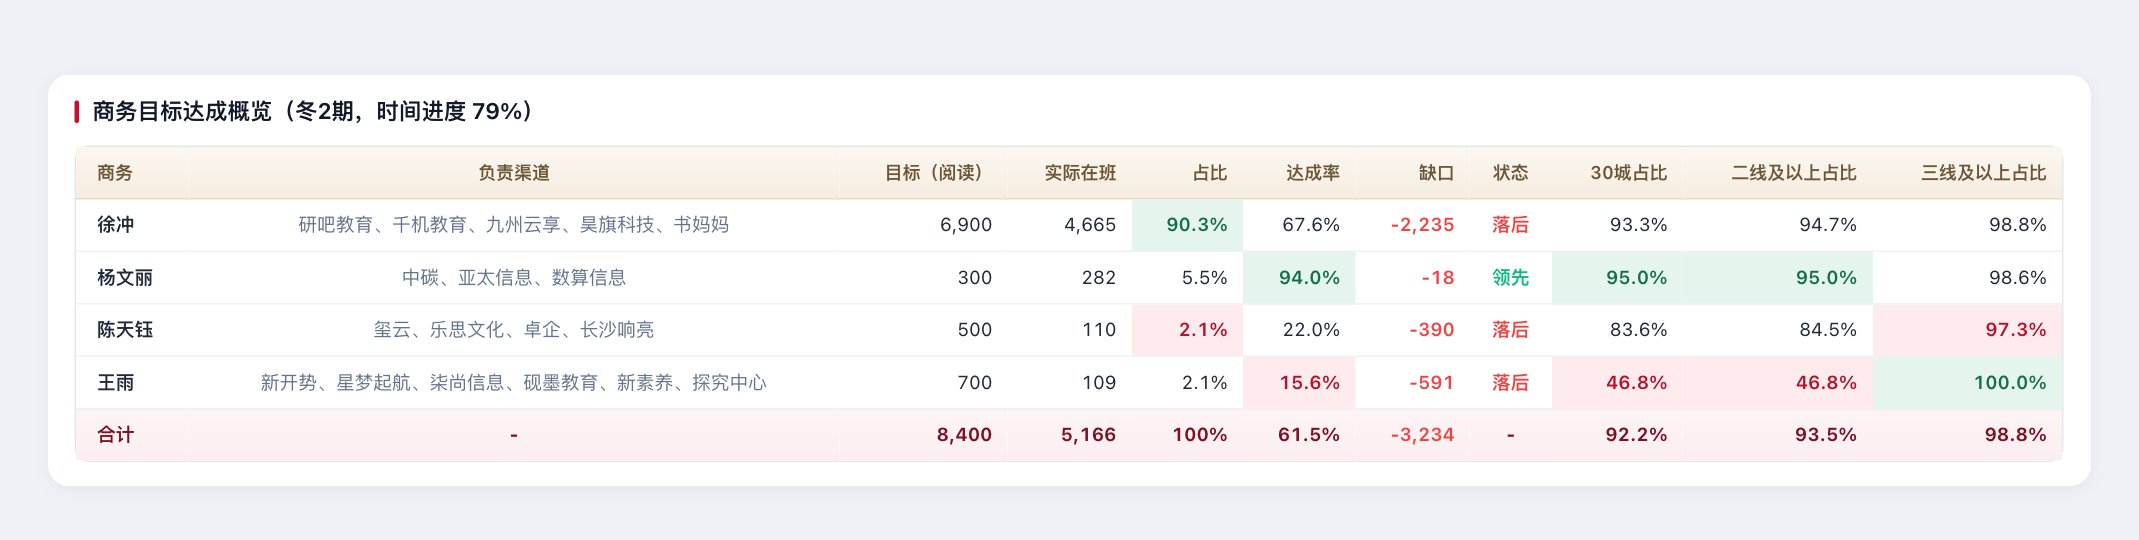 商务目标达成概览（冬2期，时间进度 79%）
商务 负责渠道 目标（阅读） 实际在班 占比 达成率 缺口 状态 30城占比 二线及以上占比 三线及以上占比
徐冲 研吧教育、千机教育、九州云享、昊旗科技、书妈妈 6,900 4,665 90.3% 67.6% -2,235 落后 93.3% 94.7% 98.8%
杨文丽 中碳、亚太信息、数算信息 300 282 5.5% 94.0% -18 领先 95.0% 95.0% 98.6%
陈天钰 玺云、乐思文化、卓企、长沙响亮 500 110 2.1% 22.0% -390 落后 83.6% 84.5% 97.3%
王雨 新开势、星梦起航、柒尚信息、砚墨教育、新素养、探究中心 700 109 2.1% 15.6% -591 落后 46.8% 46.8% 100.0%
合计 - 8,400 5,166 100% 61.5% -3,234 - 92.2% 93.5% 98.8%